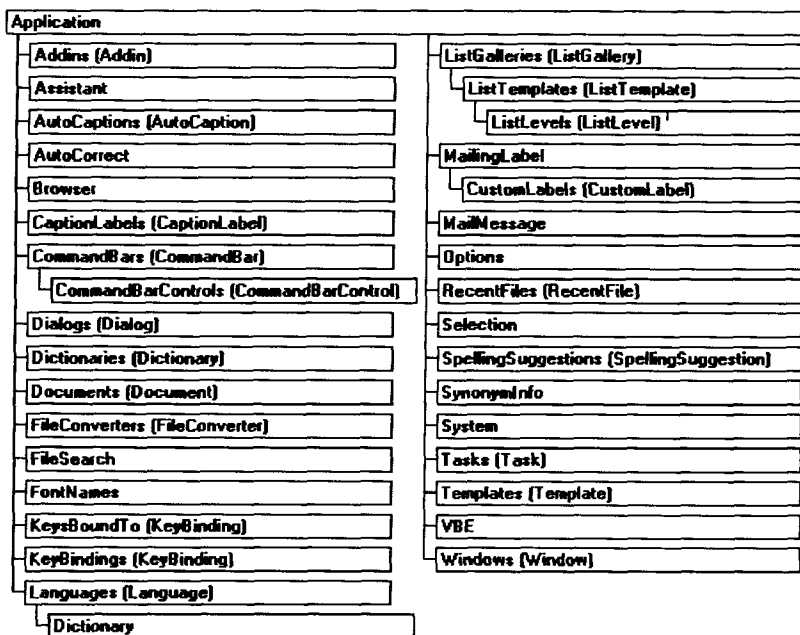 Application
Addins (Addin)
Assistant
AutoCaptions (AutoCaption)
AutoCorrect
Browser
CaptionLabels (CaptionLabel)
CommandBars (CommandBar)
CommandBarControls (CommandBarControl)
Dialogs (Dialog)
Dictionaries (Dictionary)
Documents (Document)
FileConverters (FileConverter)
FileSearch
FontNames
KeysBoundTo (KeyBinding)
KeyBindings (KeyBinding)
Languages (Language)
Dictionary
ListGalleries (ListGallery)
ListTemplates (ListTemplate)
ListLevels (ListLevel)
MailingLabel
CustomLabels (CustomLabel)
MailMessage
Options
RecentFiles (RecentFile)
Selection
SpellingSuggestions (SpellingSuggestion)
SynonymInfo
System
Tasks (Task)
Templates (Template)
VBE
Windows (Window)